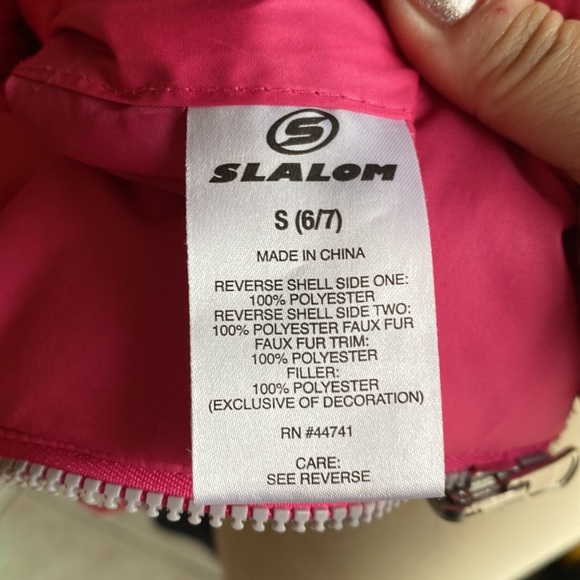 S
SLALOM
S (6/7)
MADE IN CHINA
REVERSE SHELL SIDE ONE:
100% POLYESTER
REVERSE SHELL SIDE TWO:
100% POLYESTER FAUX FUR
FAUX FUR TRIM:
100% POLYESTER
FILLER:
100% POLYESTER
(EXCLUSIVE OF DECORATION)
RN #44741
CARE:
SEE REVERSE